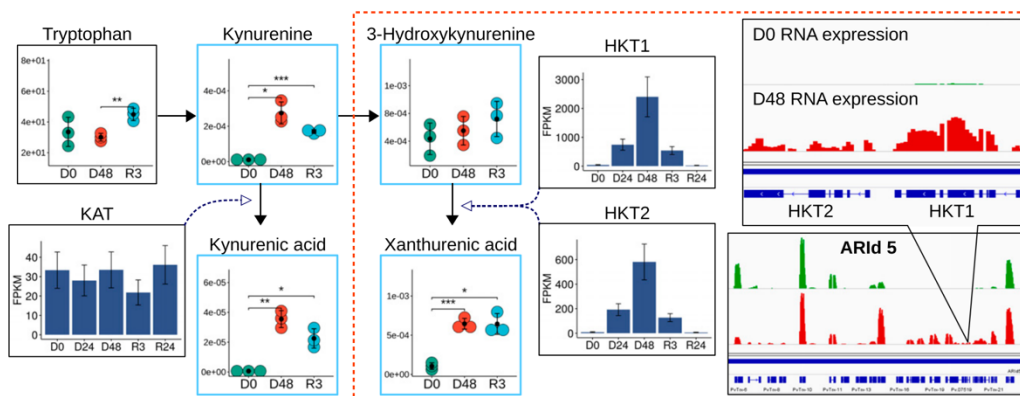 Tryptophan
8e+01
4e+01
2e+01
**
D0 D48 R3
Kynurenine
4e-04
2e-04
0e+00
***
*
D0 D48 R3
3-Hydroxykynurenine
1e-03
8e-04
4e-04
D0 D48 R3
HKT1
FPKM
3000
2000
1000
0
D0 D24 D48 R3 R24
D0 RNA expression
D48 RNA expression
HKT2 HKT1
KAT
FPKM
40
30
20
10
0
D0 D24 D48 R3 R24
Kynurenic acid
6e-05
4e-05
2e-05
0e+00
*
**
D0 D48 R3
Xanthurenic acid
1e-03
5e-04
0e+00
*
***
D0 D48 R3
HKT2
FPKM
600
400
200
0
D0 D24 D48 R3 R24
ARId 5
ARId5